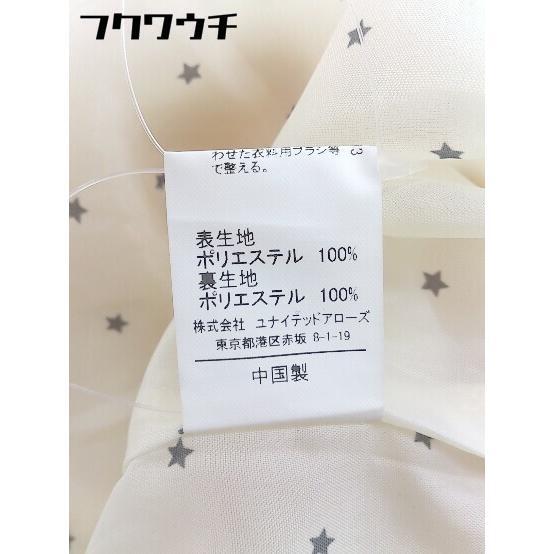 フクワウチ
わせた衣料用ブラシ等
で整える。
表生地
ポリエステル 100%
裏生地
ポリエステル 100%
株式会社 ユナイテッドアローズ
東京都港区赤坂 8-1-19
中国製